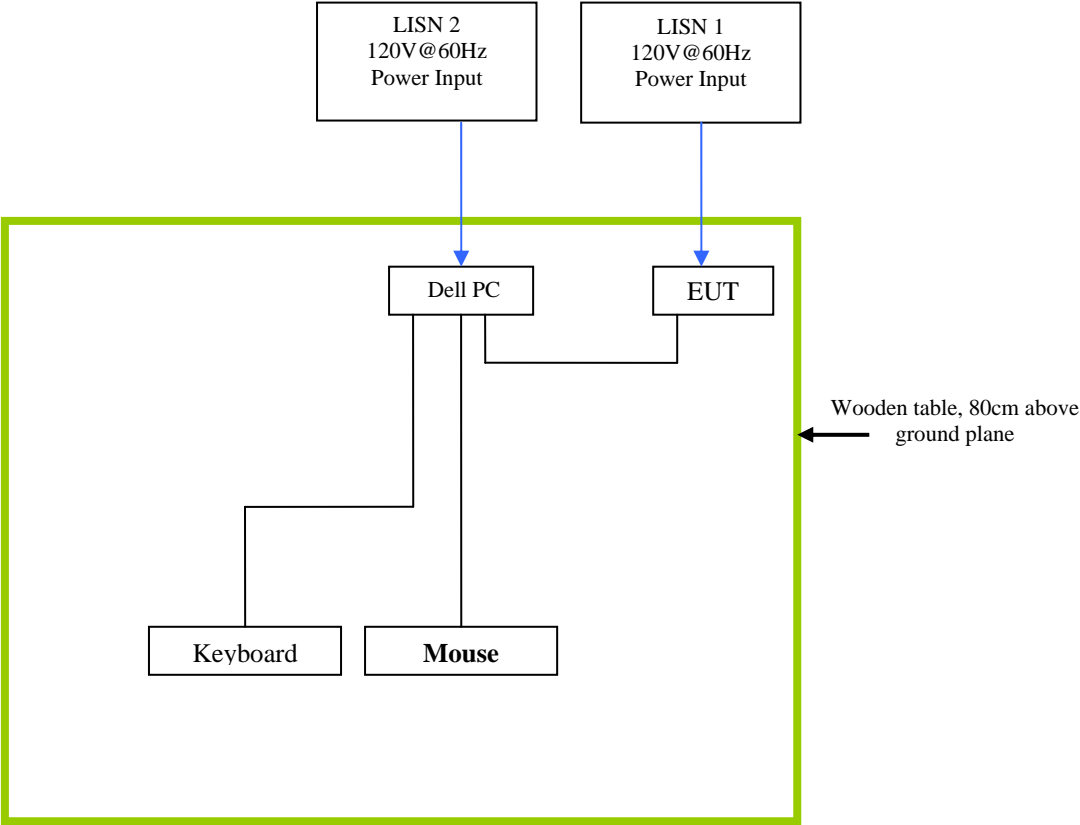 LISN 2
120V@60Hz
Power Input
LISN 1
120V@60Hz
Power Input
Dell PC
EUT
Wooden table, 80cm above
ground plane
Keyboard
Mouse